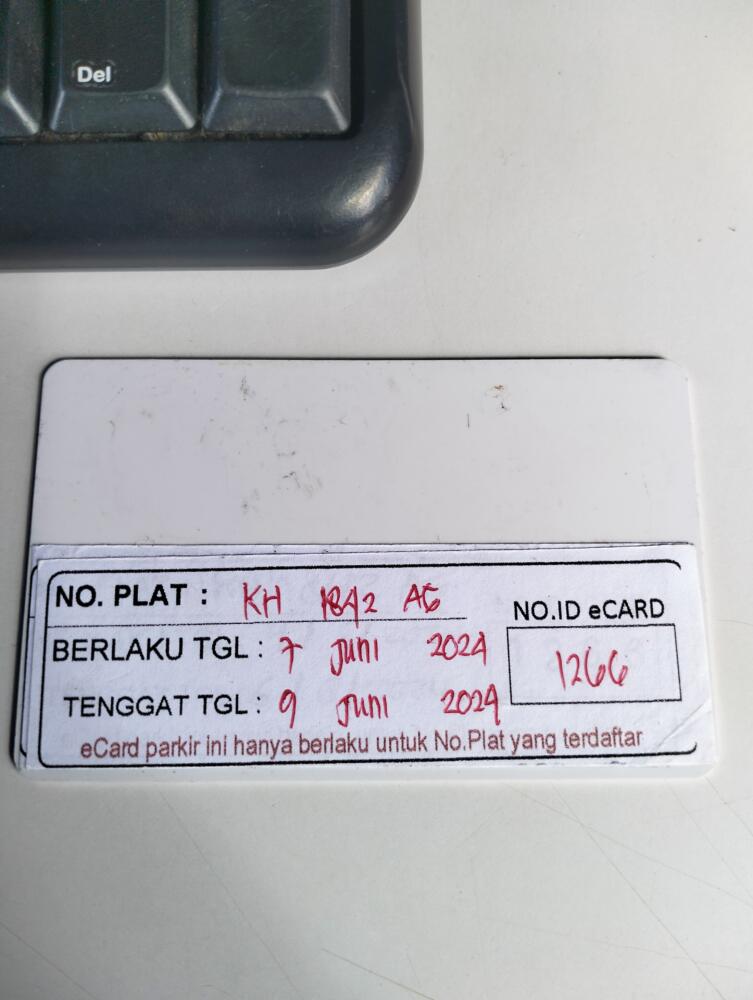 Del
NO. PLAT : KH 1842 AG
NO.ID eCARD
BERLAKU TGL : 7 Juni 2024
1266
TENGGAT TGL : 9 Juni 2024
eCard parkir ini hanya berlaku untuk No.Plat yang terdaftar